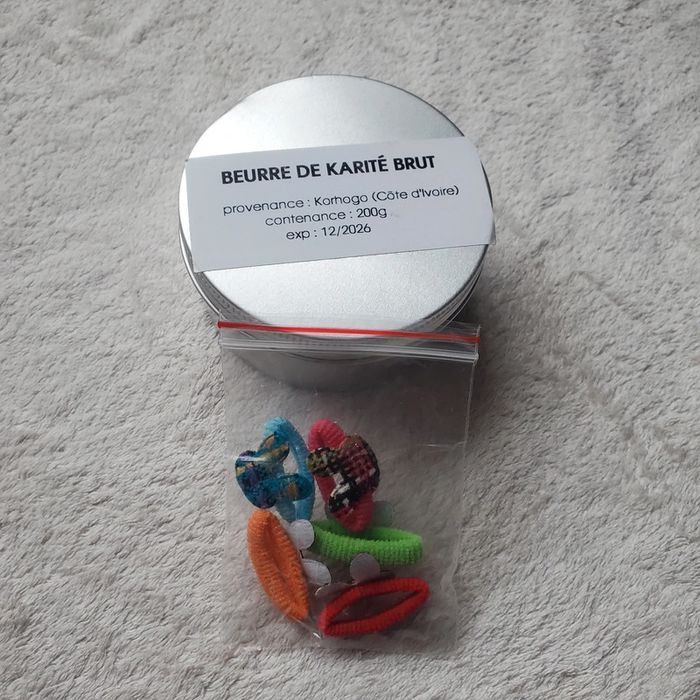 BEURRE DE KARITÉ BRUT
provenance : Korhogo (Côte d'Ivoire)
contenance : 200g
exp : 12/2026